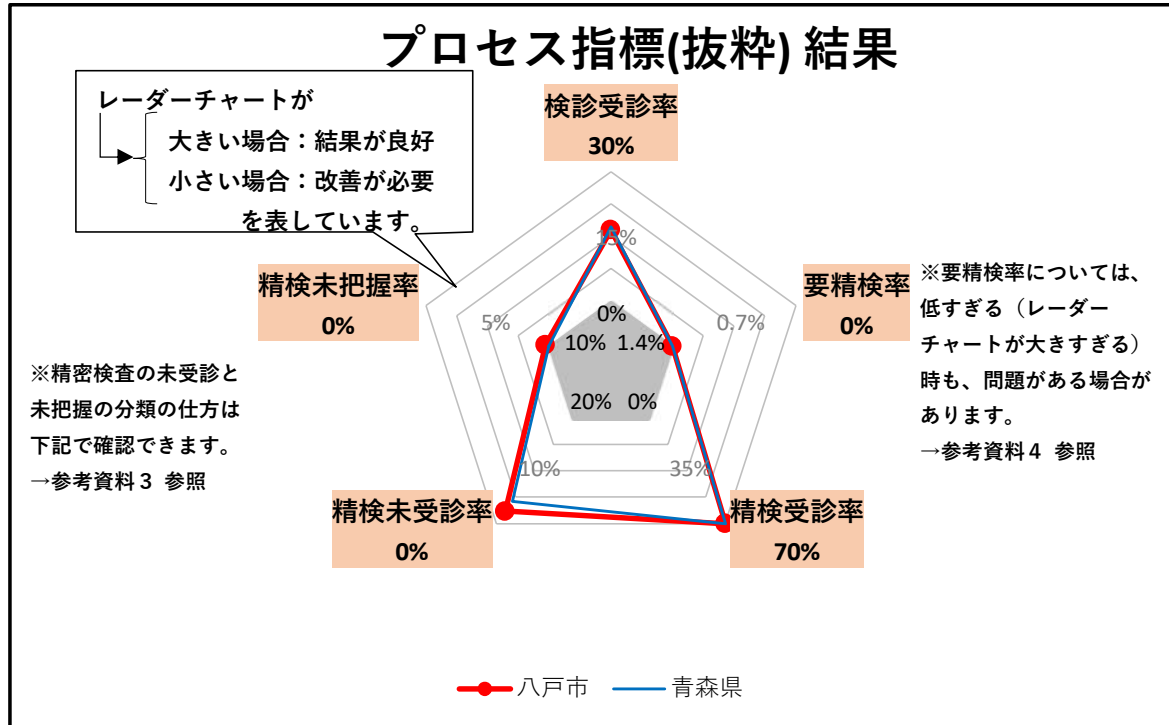 プロセス指標(抜粋) 結果
レーダーチャートが
大きい場合：結果が良好
小さい場合：改善が必要
を表しています。
検診受診率
30%
15%
0%
精検未把握率
0%
5%
10%
1.4%
0.7%
要精検率
0%
※要精検率については、
低すぎる（レーダー
チャートが大きすぎる）
時も、問題がある場合が
あります。
→参考資料４ 参照
※精密検査の未受診と
未把握の分類の仕方は
下記で確認できます。
→参考資料３ 参照
20%
0%
10%
35%
精検未受診率
0%
精検受診率
70%
八戸市
青森県